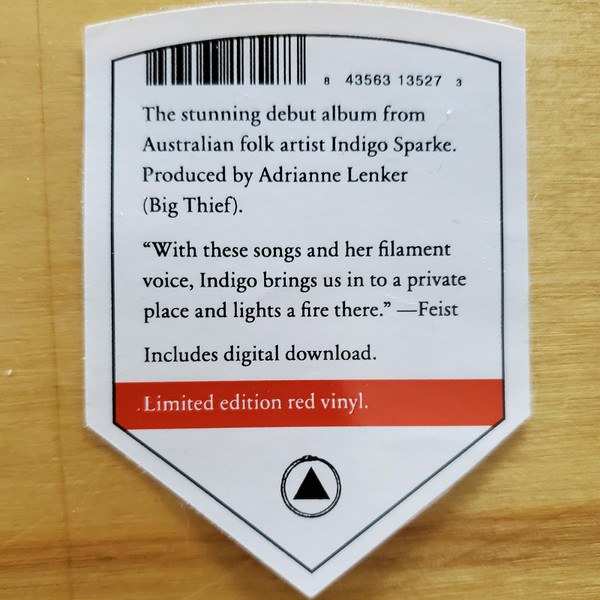 8 43563 13527 3
The stunning debut album from
Australian folk artist Indigo Sparke.
Produced by Adrianne Lenker
(Big Thief).
“With these songs and her filament
voice, Indigo brings us in to a private
place and lights a fire there.” —Feist
Includes digital download.
Limited edition red vinyl.